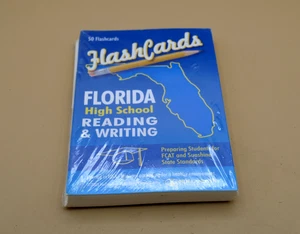 50 Flashcards
FlashCards
FLORIDA
High School
READING
& WRITING
Preparing Students for
FCAT and Sunshine
State Standards